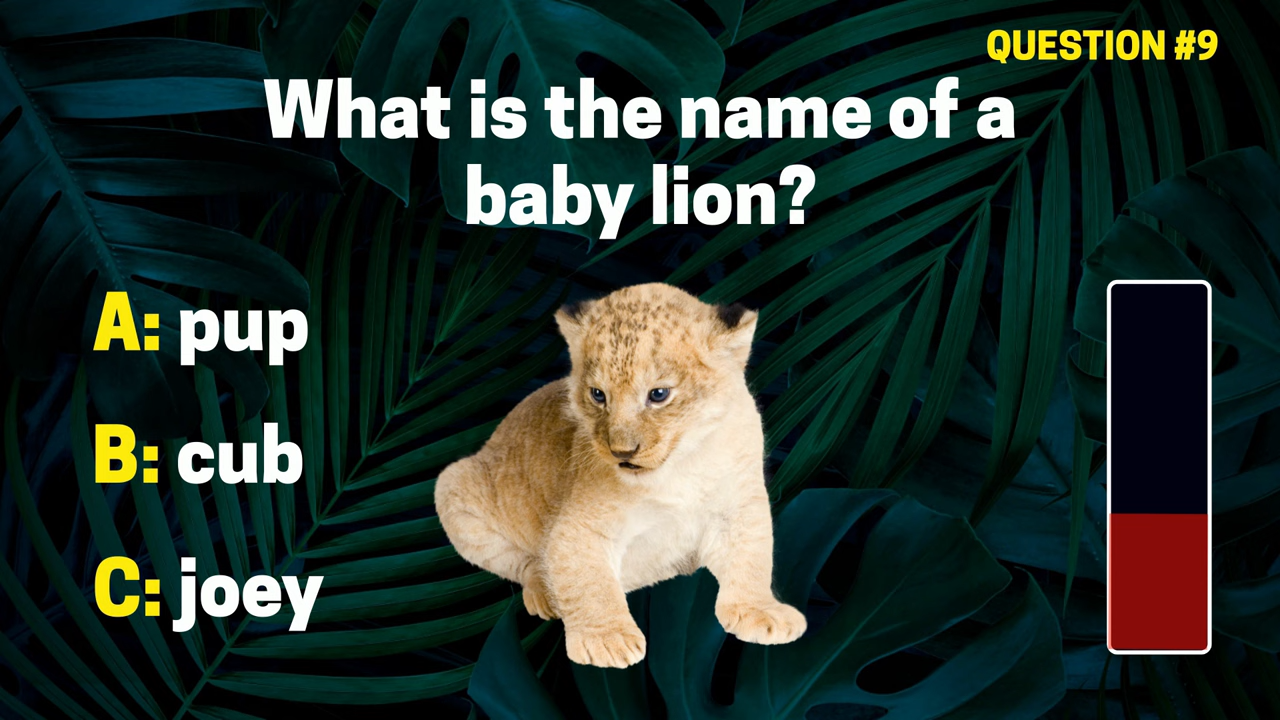 QUESTION #9
What is the name of a
baby lion?
A: pup
B: cub
C: joey